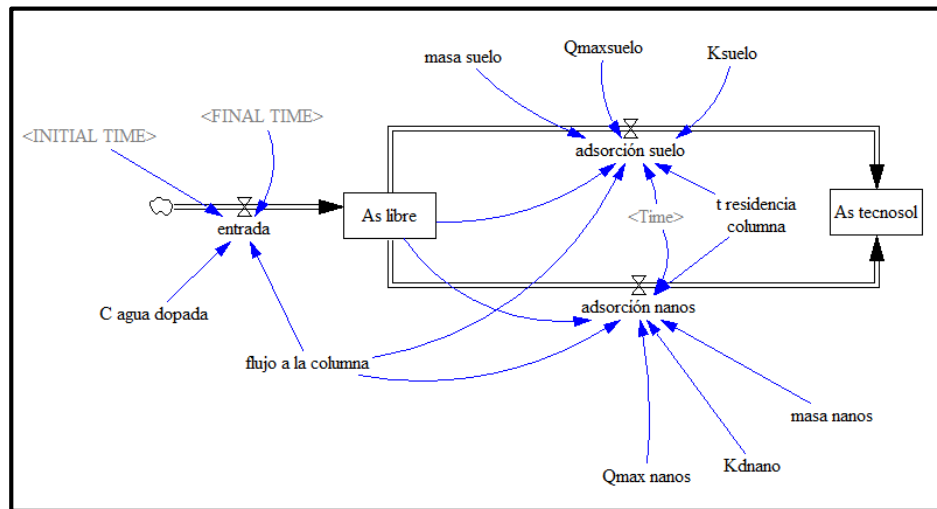 Qmaxsuelo
masa suelo
Ksuelo
<FINAL TIME>
<INITIAL TIME>
adsorción suelo
As libre
t residencia
columna
As tecnosol
<Time>
entrada
C agua dopada
adsorción nanos
flujo a la columna
masa nanos
Kdnano
Qmax nanos